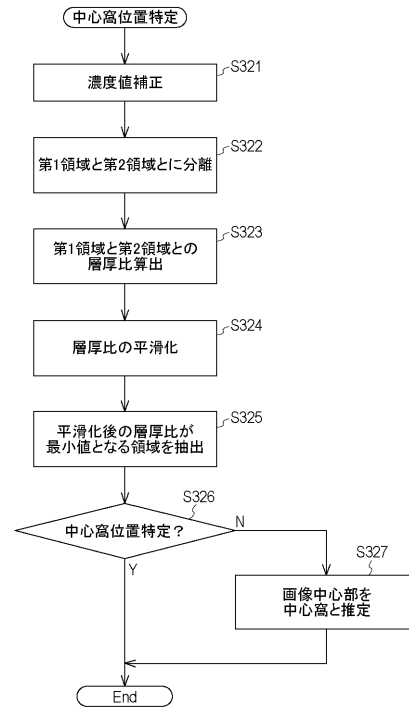 中心窩位置特定
S321
濃度値補正
S322
第1領域と第2領域とに分離
S323
第1領域と第2領域との
層厚比算出
S324
層厚比の平滑化
S325
平滑化後の層厚比が
最小値となる領域を抽出
S326
中心窩位置特定？
N
Y
S327
画像中心部を
中心窩と推定
End